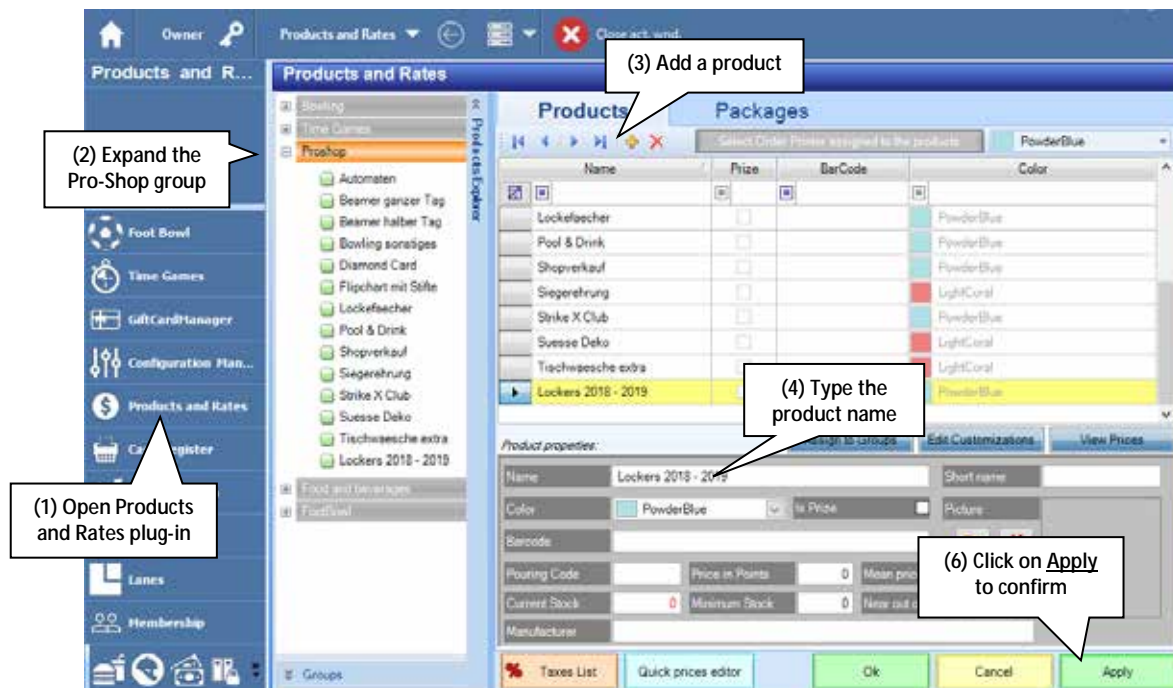 Owner
Products and Rates
Close act. wnd.
Products and R...
Products and Rates
(3) Add a product
(2) Expand the
Pro-Shop group
Foot Bowl
Time Games
GiftCardManager
Configuration Man...
Products and Rates
(1) Open Products
and Rates plug-in
Lanes
Membership
Bowling
Time Games
Proshop
Automaten
Beamer ganzer Tag
Beamer halber Tag
Bowling sonstiges
Diamond Card
Flipchart mit Stifte
Lockefaecher
Pool & Drink
Shopverkauf
Siegerehrung
Strike X Club
Suesse Deko
Tischwaesche extra
Lockers 2018 - 2019
Food and beverages
FootBowl
Groups
Products Explorer
Products
Packages
Select Order Printer assigned to the products
PowderBlue
Name
Prize
BarCode
Color
Lockefaecher
PowderBlue
Pool & Drink
PowderBlue
Shopverkauf
PowderBlue
Siegerehrung
LightCoral
Strike X Club
PowderBlue
Suesse Deko
LightCoral
Tischwaesche extra
LightCoral
Lockers 2018 - 2019
PowderBlue
(4) Type the
product name
Product properties:
Assign to Groups
Edit Customizations
View Prices
Name
Lockers 2018 - 2019
Short name
Color
PowderBlue
Is Prize
Picture
Barcode
Pouring Code
Price in Points
0
Mean
Current Stock
0
Minimum Stock
0
Near out
Manufacturer
(6) Click on Apply
to confirm
Taxes List
Quick prices editor
Ok
Cancel
Apply